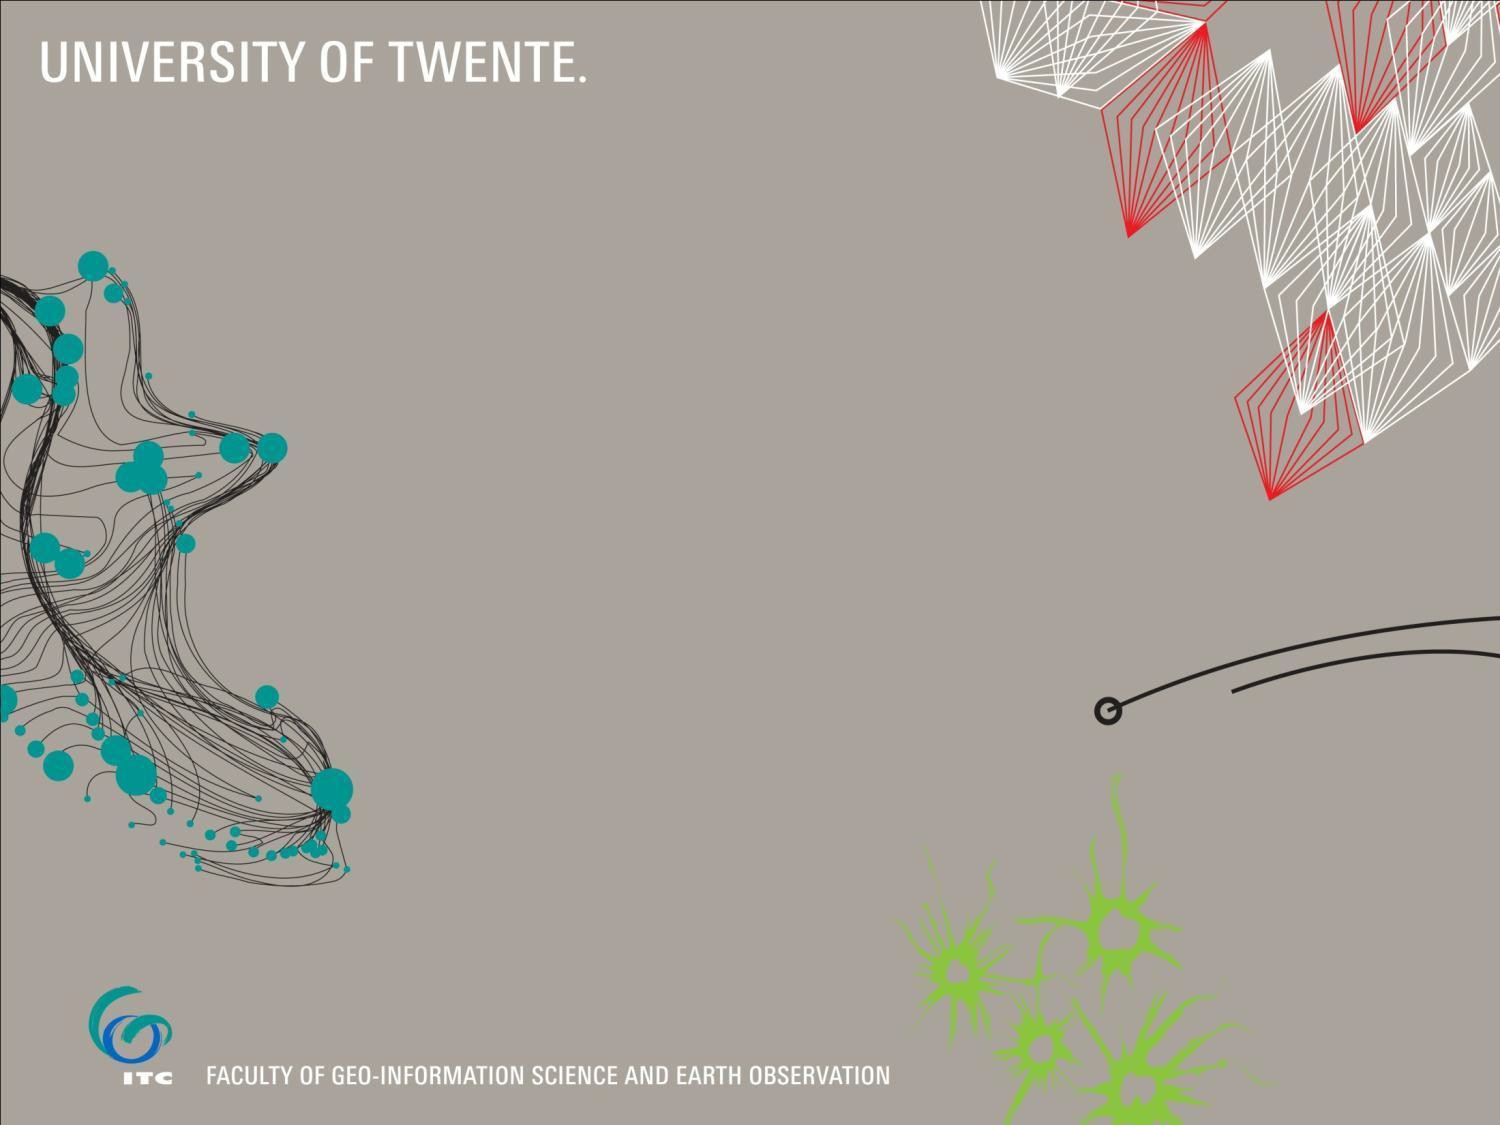 UNIVERSITY OF TWENTE.
ITC
FACULTY OF GEO-INFORMATION SCIENCE AND EARTH OBSERVATION